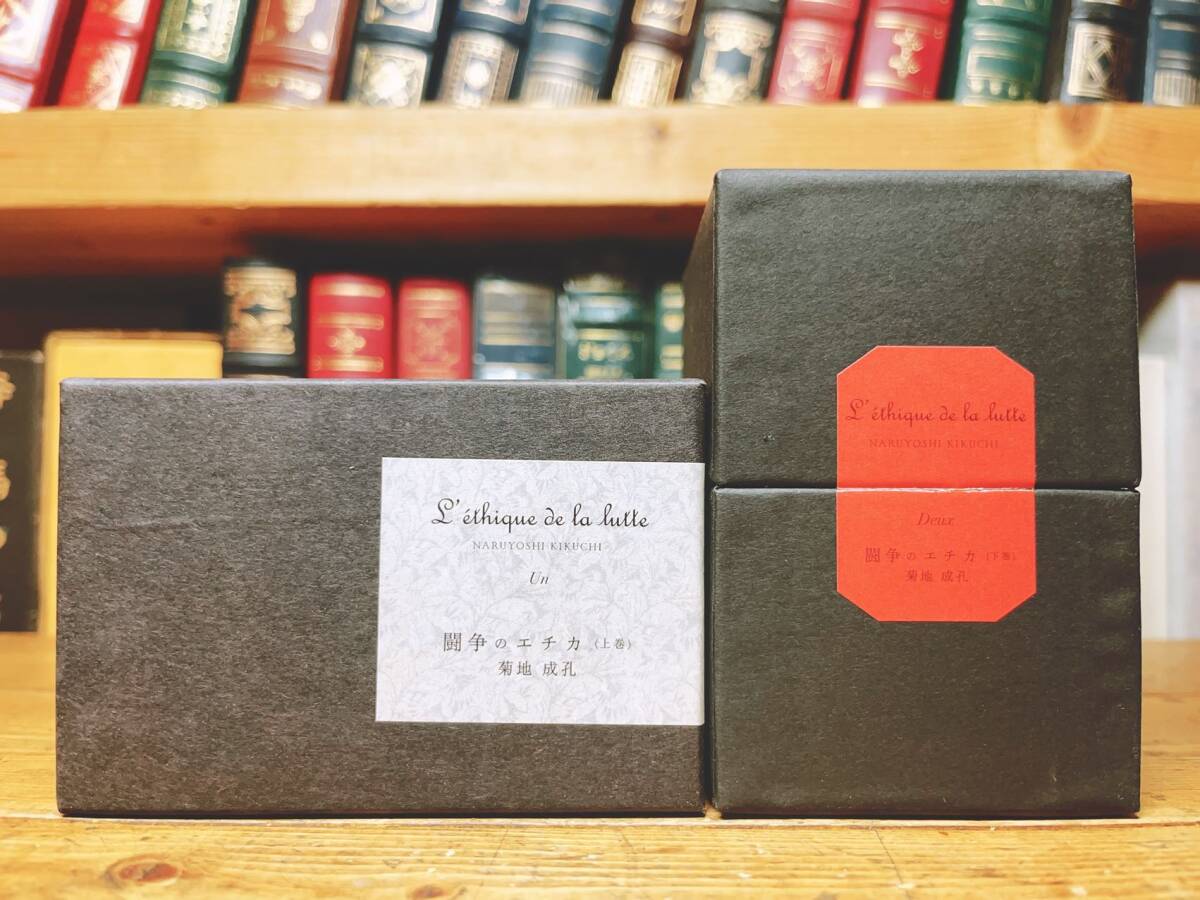 L'éthique de la lutte
NARUYOSHI KIKUCHI
Un
闘争のエチカ〈上巻〉
菊地 成孔
L'éthique de la lutte
NARUYOSHI KIKUCHI
Deux
闘争のエチカ〈下巻〉
菊地 成孔